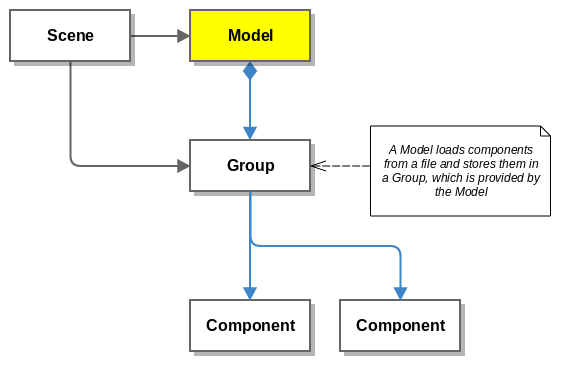 Scene
Model
Group
A Model loads components
from a file and stores them in
a Group, which is provided by
the Model
Component
Component